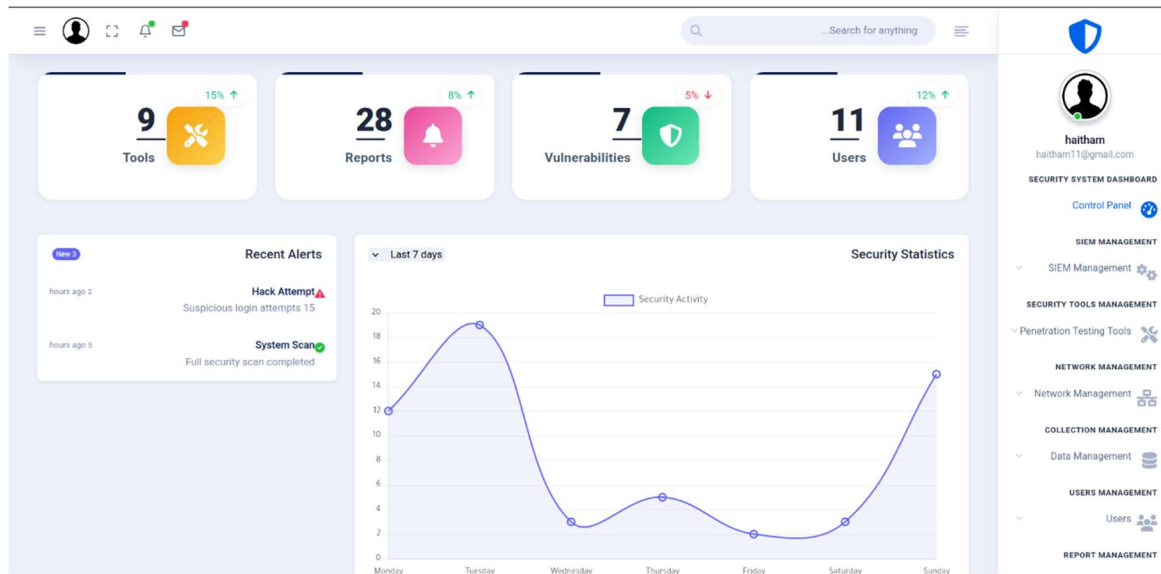 ...Search for anything
15% ↑
9
Tools
8% ↑
28
Reports
5% ↓
7
Vulnerabilities
12% ↑
11
Users
New 3
Recent Alerts
hours ago 2
Hack Attempt
Suspicious login attempts 15
hours ago 5
System Scan
Full security scan completed
Last 7 days
Security Statistics
Security Activity
20
18
16
14
12
10
8
6
4
2
0
Monday Tuesday Wednesday Thursday Friday Saturday Sunday
haitham
haitham11@gmail.com
SECURITY SYSTEM DASHBOARD
Control Panel
SIEM MANAGEMENT
SIEM Management
SECURITY TOOLS MANAGEMENT
Penetration Testing Tools
NETWORK MANAGEMENT
Network Management
COLLECTION MANAGEMENT
Data Management
USERS MANAGEMENT
Users
REPORT MANAGEMENT